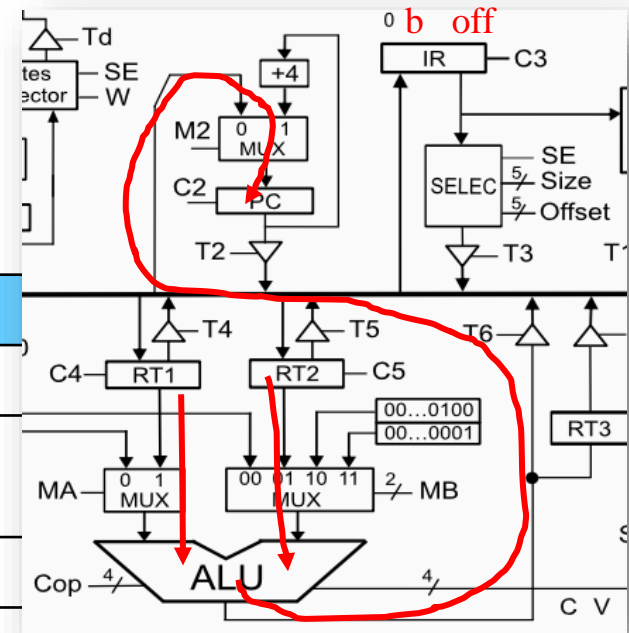 0 b off
Td
IR
C3
tes
SE
+4
ector
W
M2
0 1
MUX
SE
C2
PC
SELEC
5 Size
5 Offset
T2
T3
T1
T4
T5
T6
C4
RT1
RT2
C5
00...0100
00...0001
RT3
0 1
00 01 10 11
MA
MUX
MUX
2
MB
ALU
Cop
4
4
C V